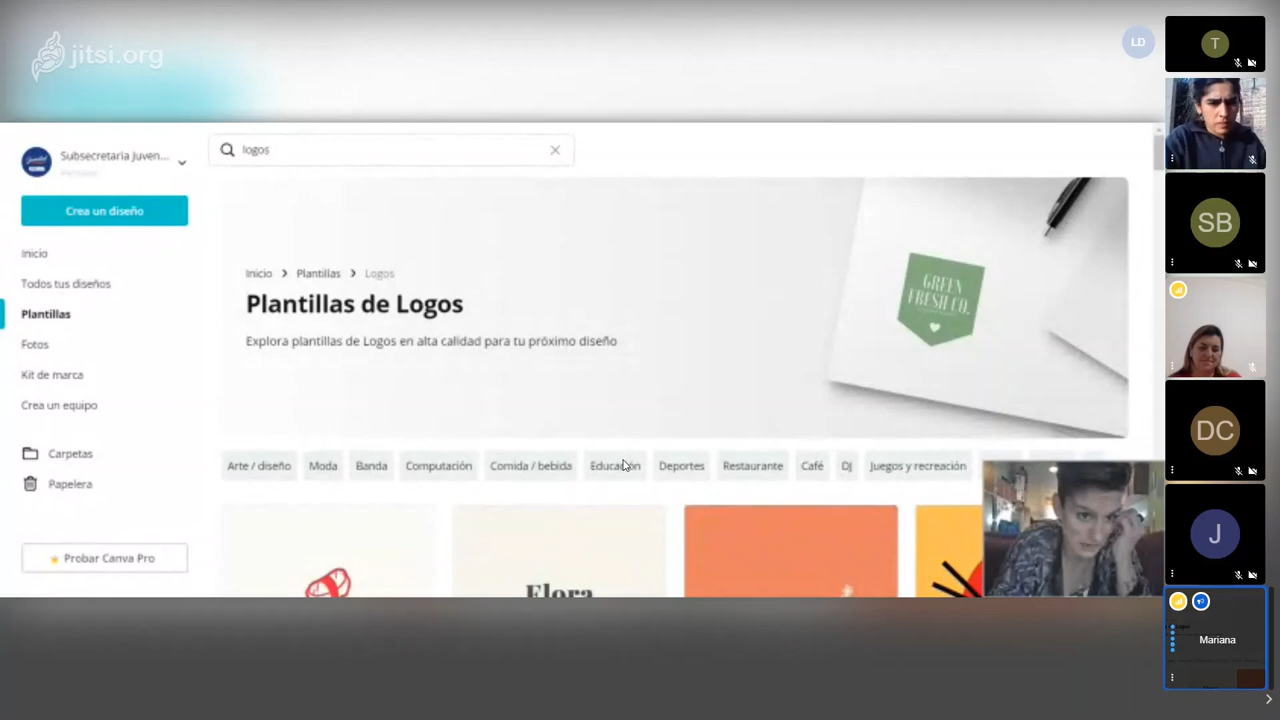 jitsi.org
LD
T
Subsecretaria Juven...
logos
Crea un diseño
SB
Inicio
Todos tus diseños
Plantillas
Fotos
Kit de marca
Crea un equipo
Carpetas
Papelera
Probar Canva Pro
Inicio > Plantillas > Logos
Plantillas de Logos
Explora plantillas de Logos en alta calidad para tu próximo diseño
GREEN
FRESH CO.
Arte / diseño Moda Banda Computación Comida / bebida Educación Deportes Restaurante Café DJ Juegos y recreación
Flora
DC
J
Mariana